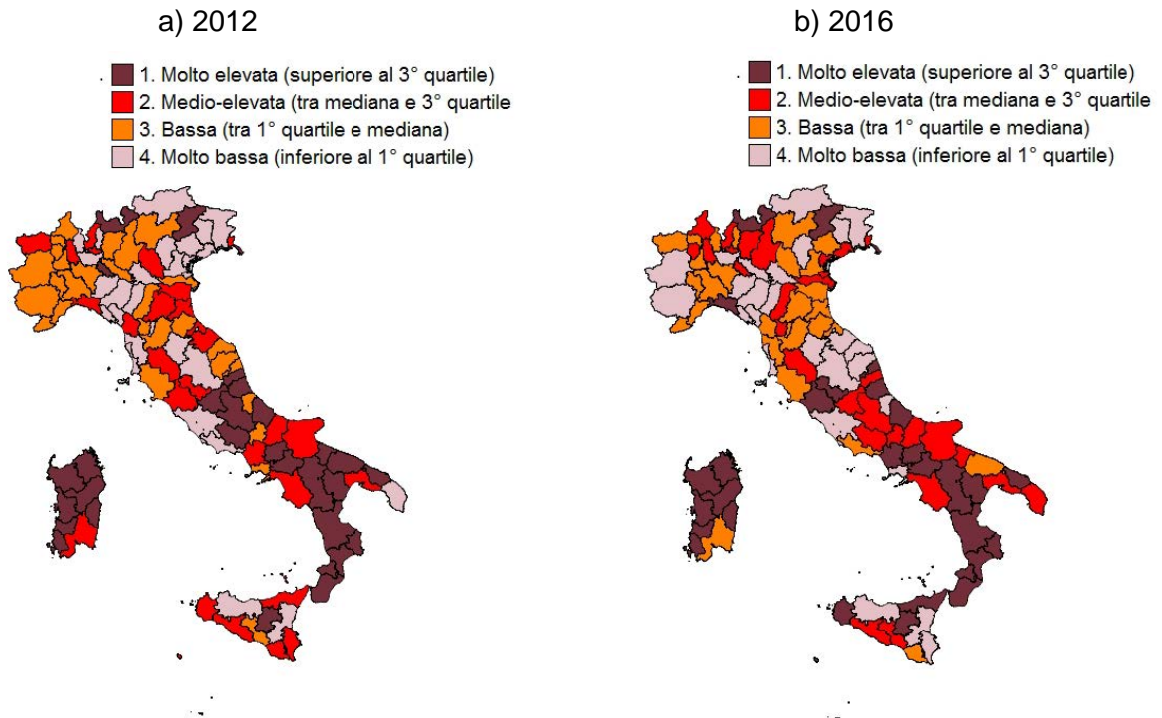 a) 2012
1. Molto elevata (superiore al 3° quartile)
2. Medio-elevata (tra mediana e 3° quartile
3. Bassa (tra 1° quartile e mediana)
4. Molto bassa (inferiore al 1° quartile)
b) 2016
1. Molto elevata (superiore al 3° quartile)
2. Medio-elevata (tra mediana e 3° quartile
3. Bassa (tra 1° quartile e mediana)
4. Molto bassa (inferiore al 1° quartile)